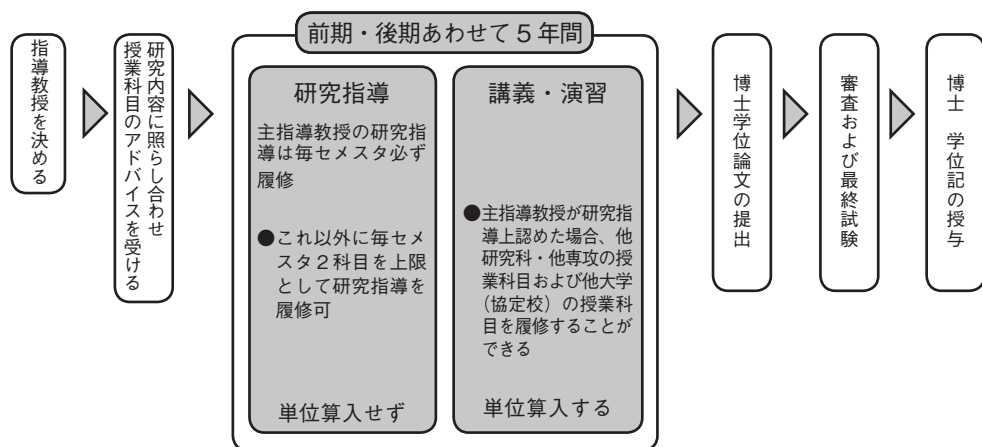 指導教授を決める
研究内容に照らし合わせ
授業科目のアドバイスを受ける
前期・後期あわせて5年間
研究指導
主指導教授の研究指
導は毎セメスタ必ず
履修
●これ以外に毎セメ
スタ2科目を上限
として研究指導を
履修可
単位算入せず
講義・演習
●主指導教授が研究指
導上認めた場合、他
研究科・他専攻の授
業科目および他大学
（協定校）の授業科
目を履修することが
できる
単位算入する
博士学位論文の提出
審査および最終試験
博士 学位記の授与